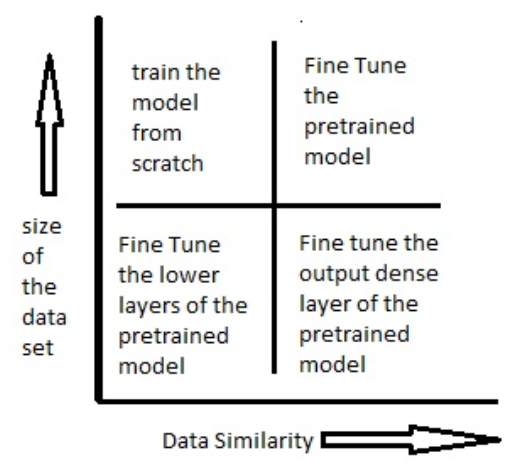 train the
model
from
scratch
Fine Tune
the
pretrained
model
size
of
the
data
set
Fine Tune
the lower
layers of the
pretrained
model
Fine tune the
output dense
layer of the
pretrained
model
Data Similarity